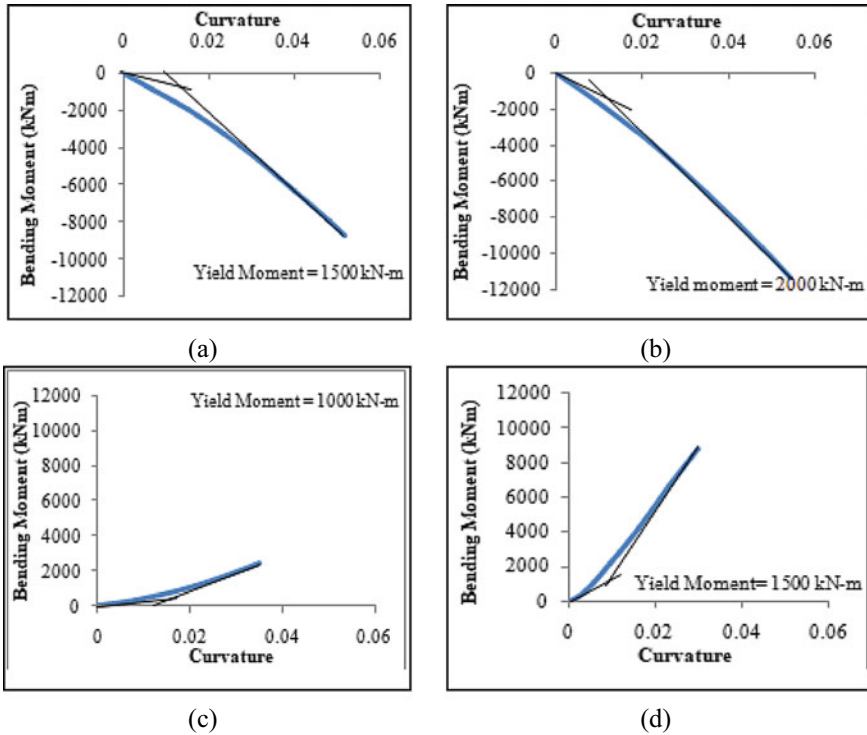 Curvature
0 0.02 0.04 0.06
Bending Moment (kNm)
0
-2000
-4000
-6000
-8000
-10000
-12000
Yield Moment = 1500 kN-m
(a)
Curvature
0 0.02 0.04 0.06
Bending Moment (kNm)
0
-2000
-4000
-6000
-8000
-10000
-12000
Yield moment = 2000 kN-m
(b)
Bending Moment (kNm)
12000
10000
8000
6000
4000
2000
0
Yield Moment = 1000 kN-m
0 0.02 0.04 0.06
Curvature
(c)
Bending Moment (kNm)
12000
10000
8000
6000
4000
2000
0
Yield Moment = 1500 kN-m
0 0.02 0.04 0.06
Curvature
(d)